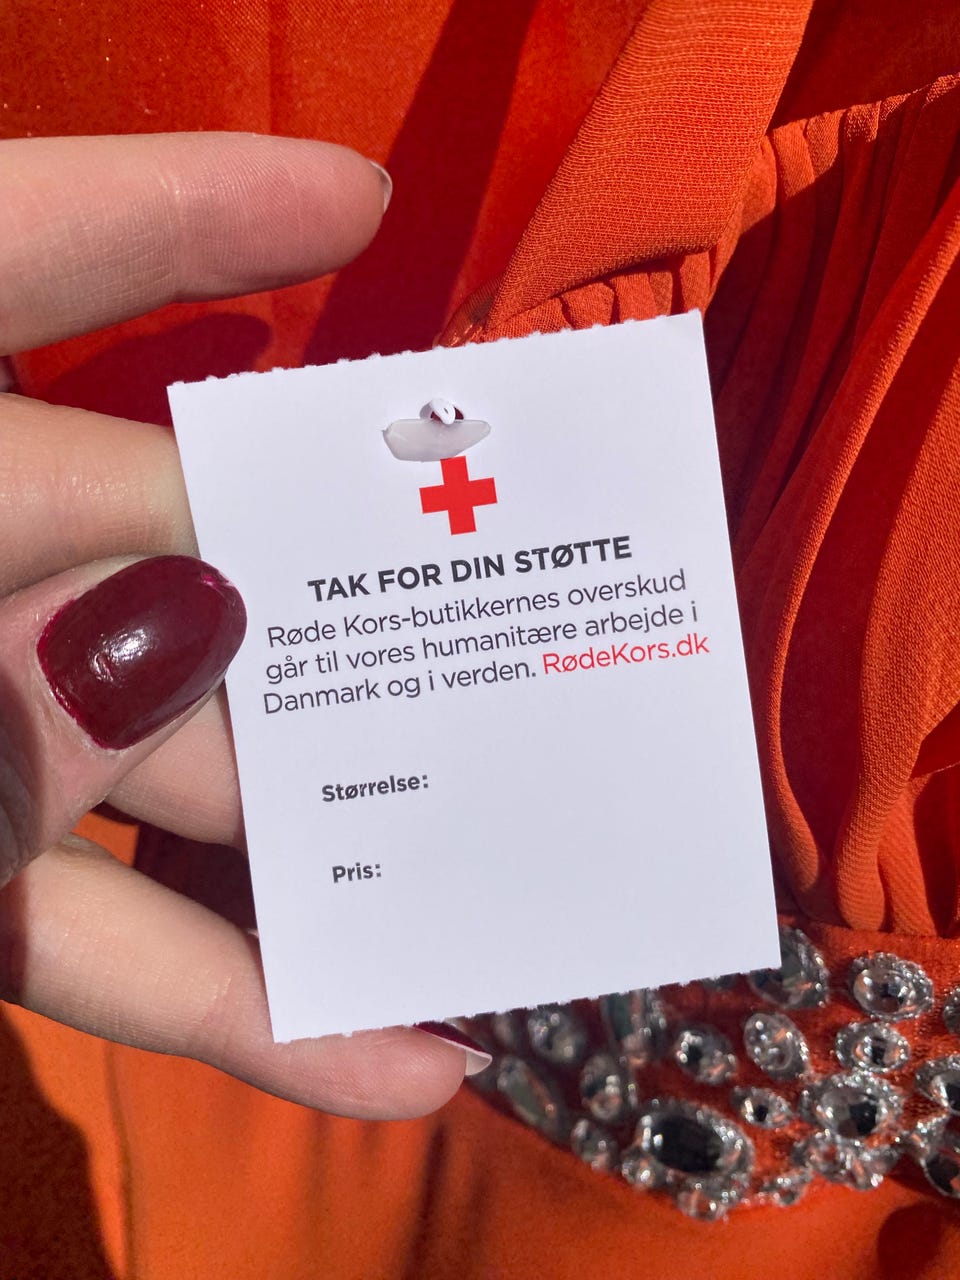 TAK FOR DIN STØTTE
Røde Kors-butikkernes overskud
går til vores humanitære arbejde i
Danmark og i verden. RødeKors.dk
Størrelse:
Pris: